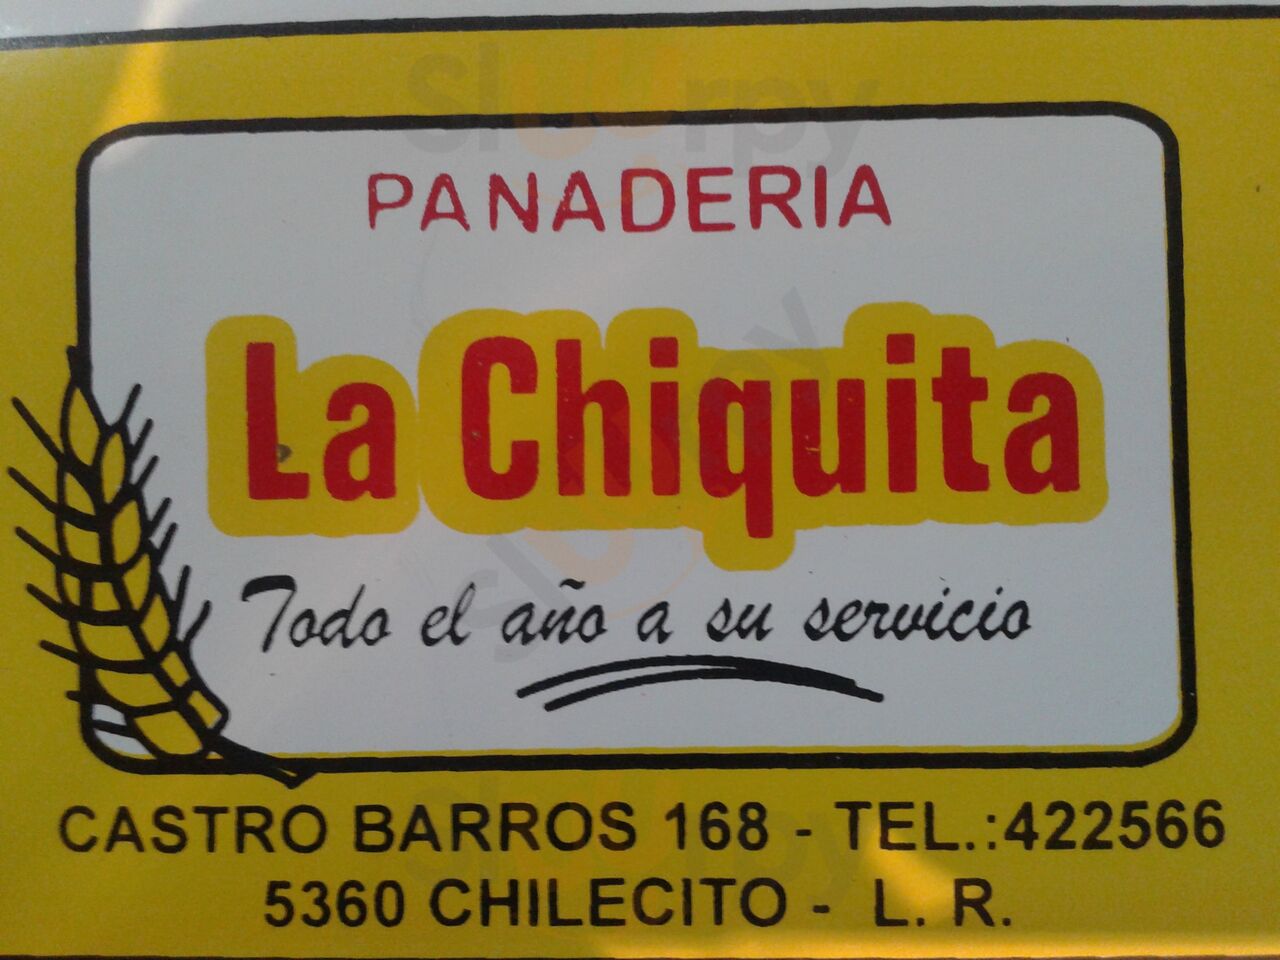 PANADERIA
La Chiquita
Todo el año a su servicio
CASTRO BARROS 168 - TEL.:422566
5360 CHILECITO - L. R.